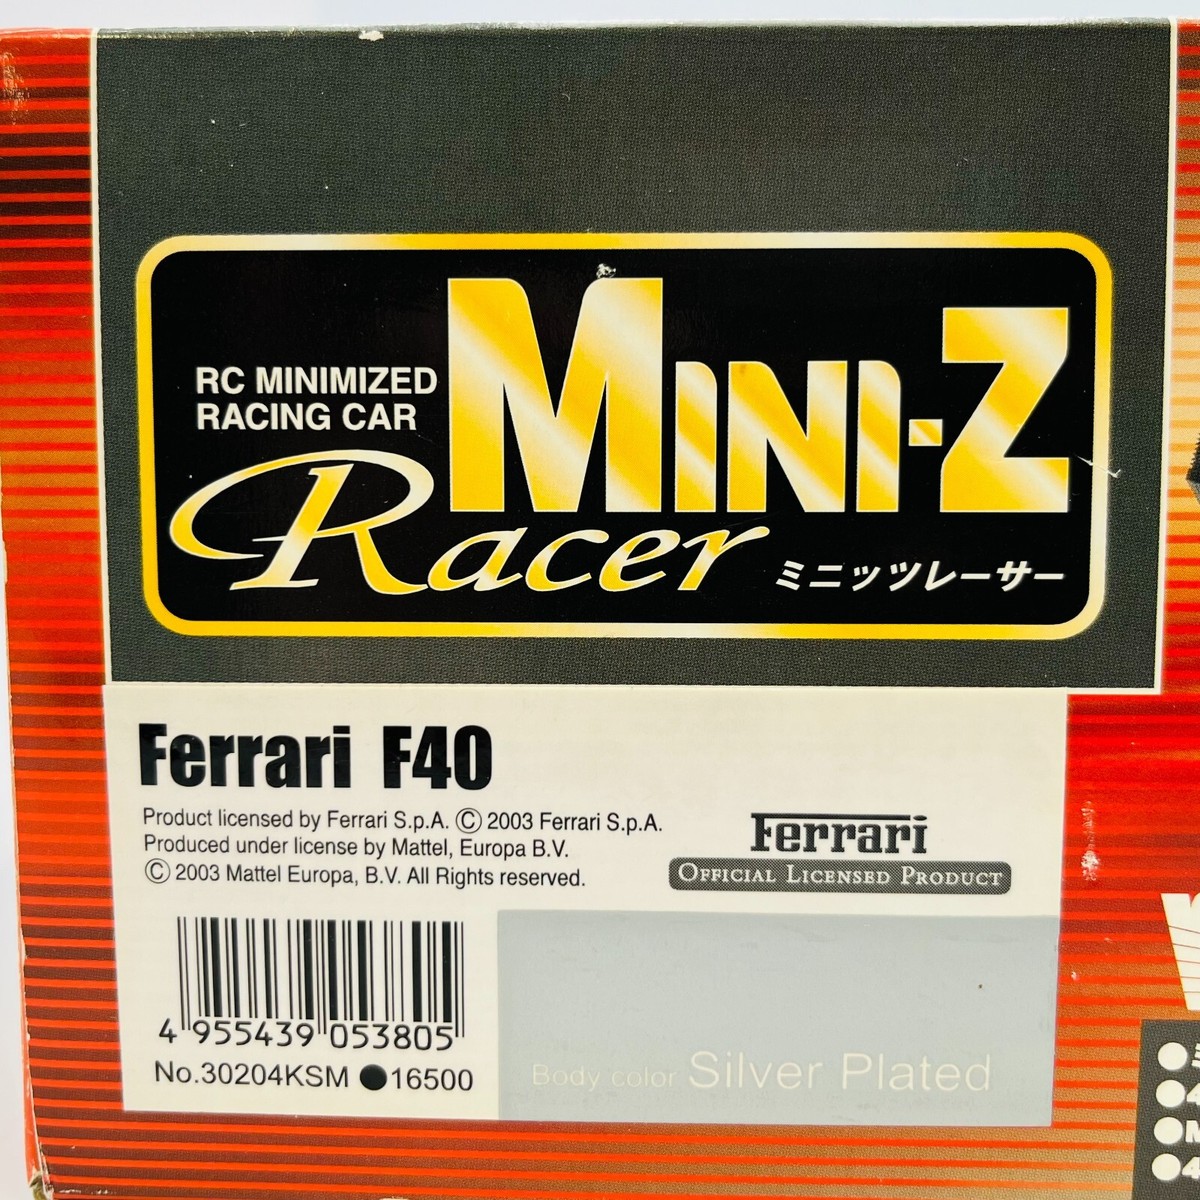 RC MINIMIZED
RACING CAR
MINI-Z
Racer
ミニッツレーサー
Ferrari F40
Product licensed by Ferrari S.p.A. Ⓒ 2003 Ferrari S.p.A.
Produced under license by Mattel, Europa B.V.
Ⓒ 2003 Mattel Europa, B.V. All Rights reserved.
Ferrari
OFFICIAL LICENSED PRODUCT
4 955439 053805
No.30204KSM ●16500
Body color Silver Plated